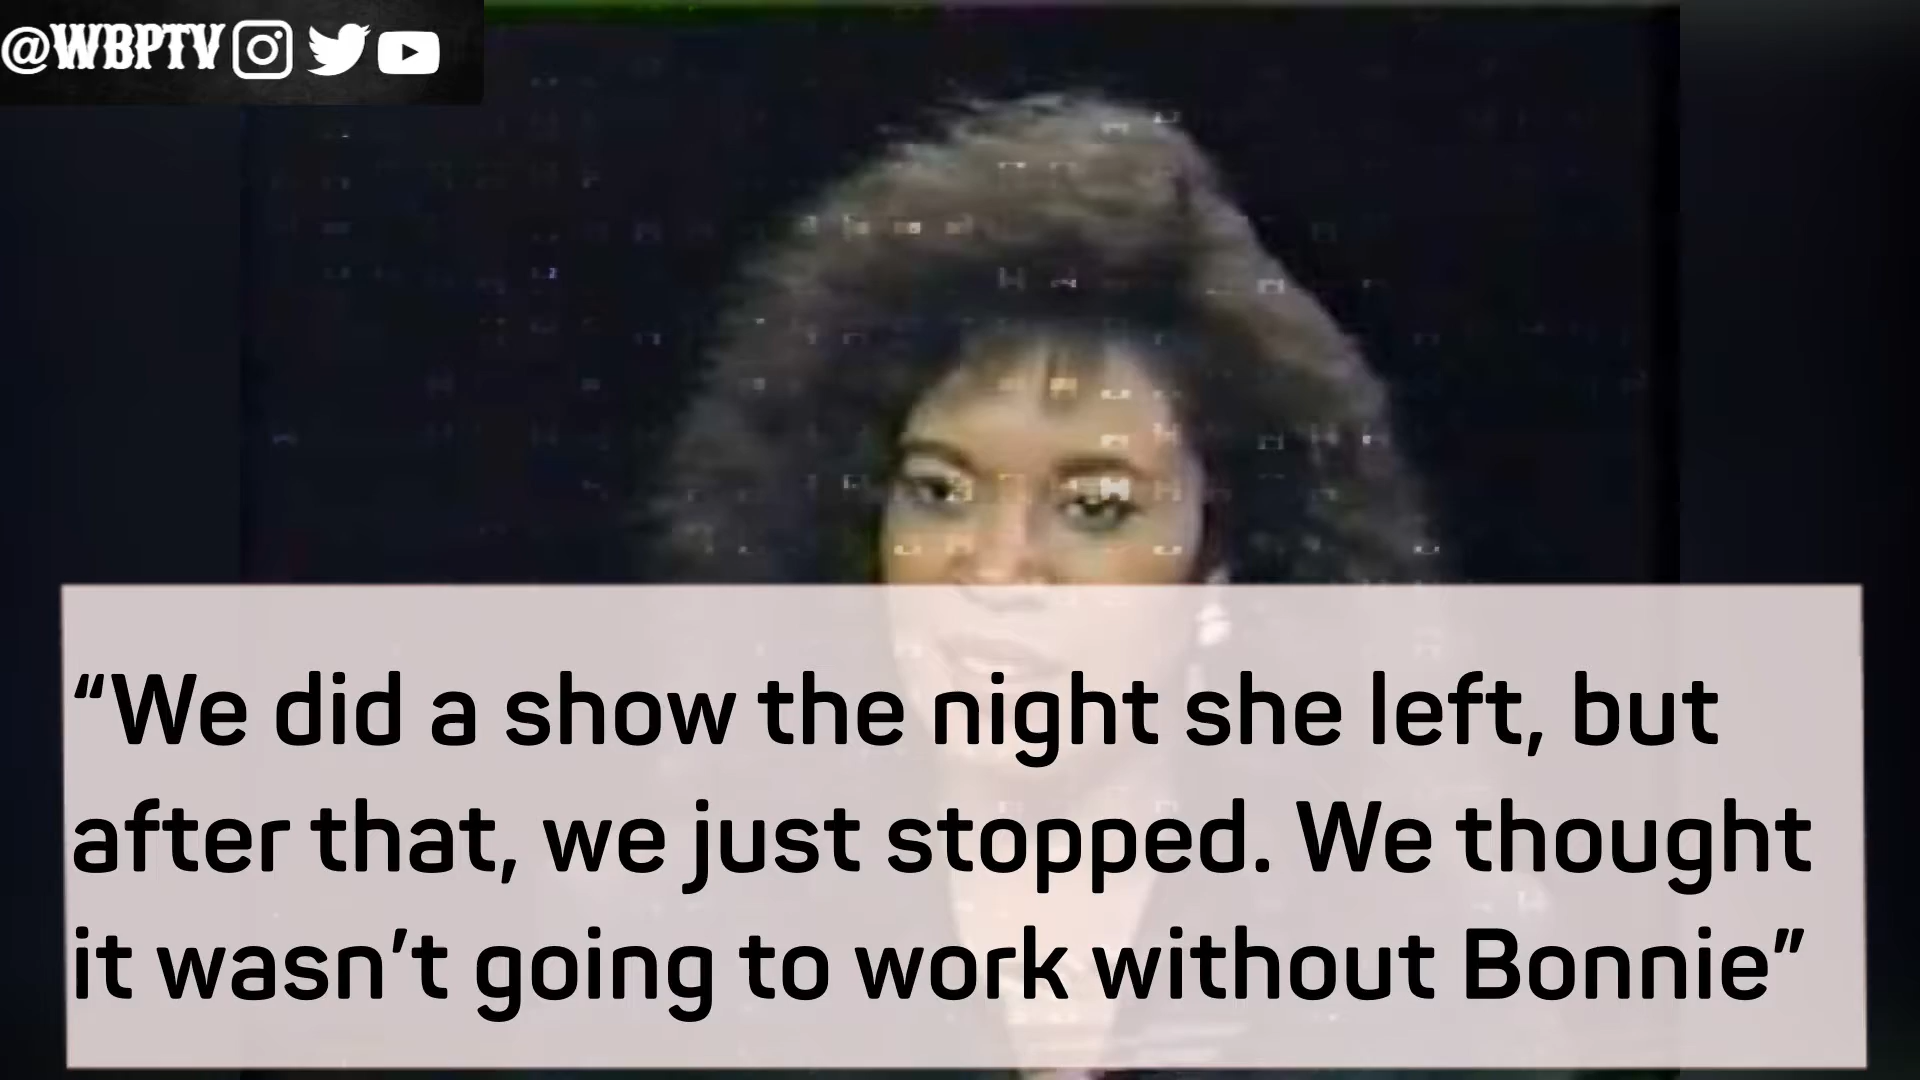 @WBPTV
“We did a show the night she left, but
after that, we just stopped. We thought
it wasn’t going to work without Bonnie”